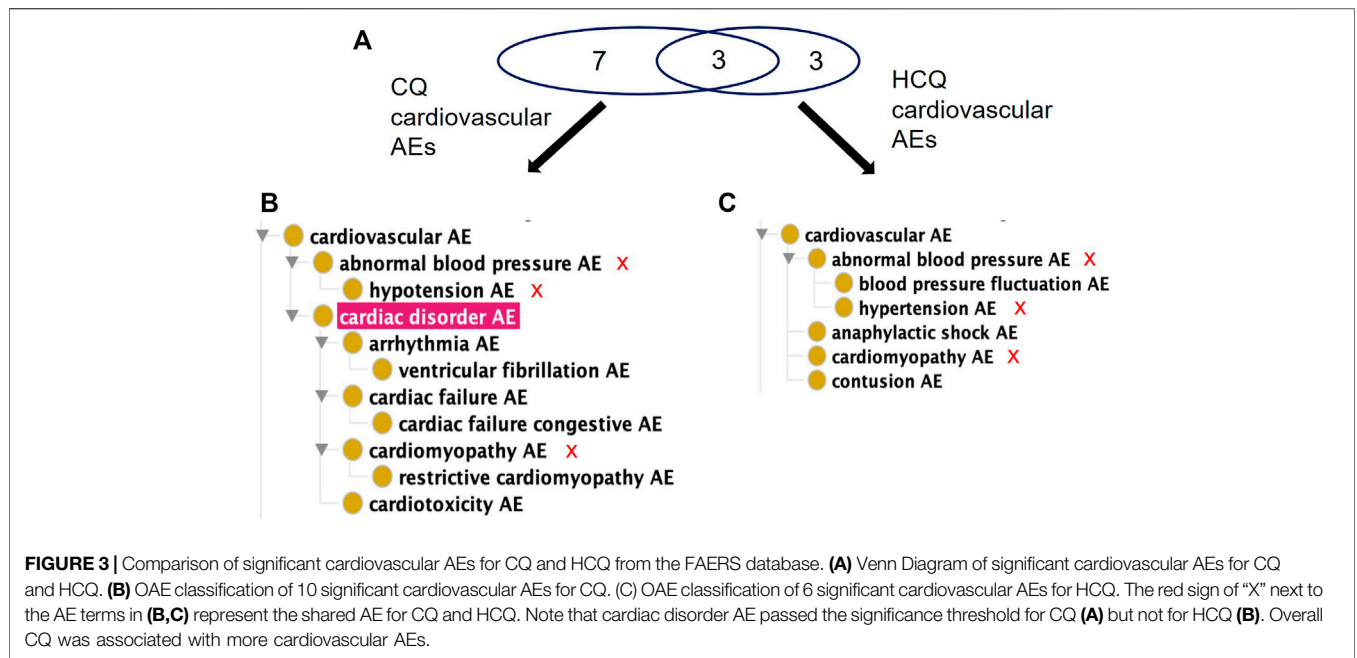 A
7
3
3
CQ
cardiovascular
AEs
HCQ
cardiovascular
AEs
B
cardiovascular AE
abnormal blood pressure AE X
hypotension AE X
cardiac disorder AE
arrhythmia AE
ventricular fibrillation AE
cardiac failure AE
cardiac failure congestive AE
cardiomyopathy AE X
restrictive cardiomyopathy AE
cardiotoxicity AE
C
cardiovascular AE
abnormal blood pressure AE X
blood pressure fluctuation AE
hypertension AE X
anaphylactic shock AE
cardiomyopathy AE X
contusion AE
FIGURE 3 | Comparison of significant cardiovascular AEs for CQ and HCQ from the FAERS database. (A) Venn Diagram of significant cardiovascular AEs for CQ
and HCQ. (B) OAE classification of 10 significant cardiovascular AEs for CQ. (C) OAE classification of 6 significant cardiovascular AEs for HCQ. The red sign of “X” next to
the AE terms in (B,C) represent the shared AE for CQ and HCQ. Note that cardiac disorder AE passed the significance threshold for CQ (A) but not for HCQ (B). Overall
CQ was associated with more cardiovascular AEs.